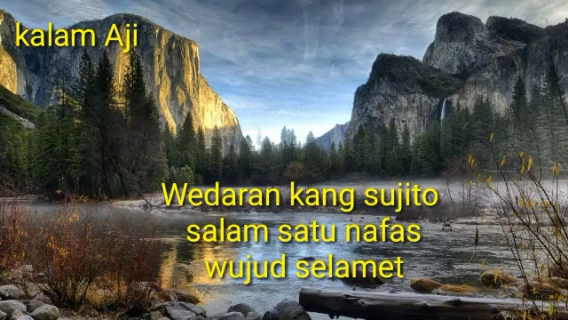 kalam Aji
Wedaran kang sujito
salam satu nafas
wujud selamet